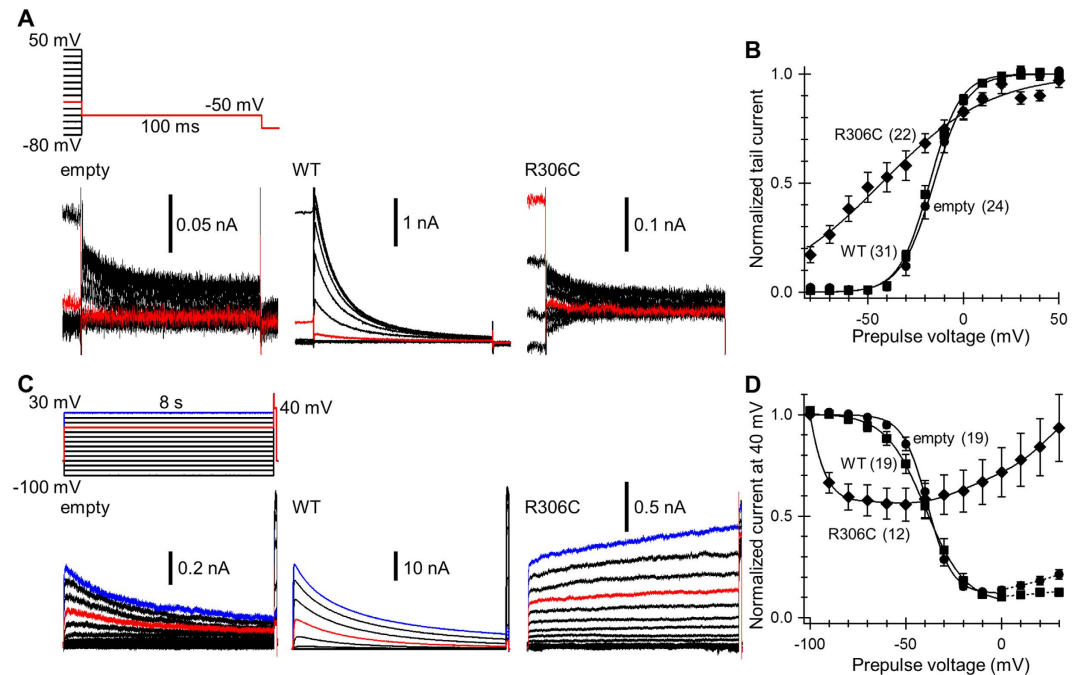 A
50 mV
-50 mV
100 ms
-80 mV
empty
WT
R306C
0.05 nA
1 nA
0.1 nA
B
Normalized tail current
1.0
0.5
0.0
R306C (22)
empty (24)
WT (31)
-50
0
50
Prepulse voltage (mV)
C
30 mV
8 s
40 mV
-100 mV
empty
WT
R306C
0.2 nA
10 nA
0.5 nA
D
Normalized current at 40 mV
1.0
0.5
0.0
empty (19)
WT (19)
R306C (12)
-100
-50
0
Prepulse voltage (mV)